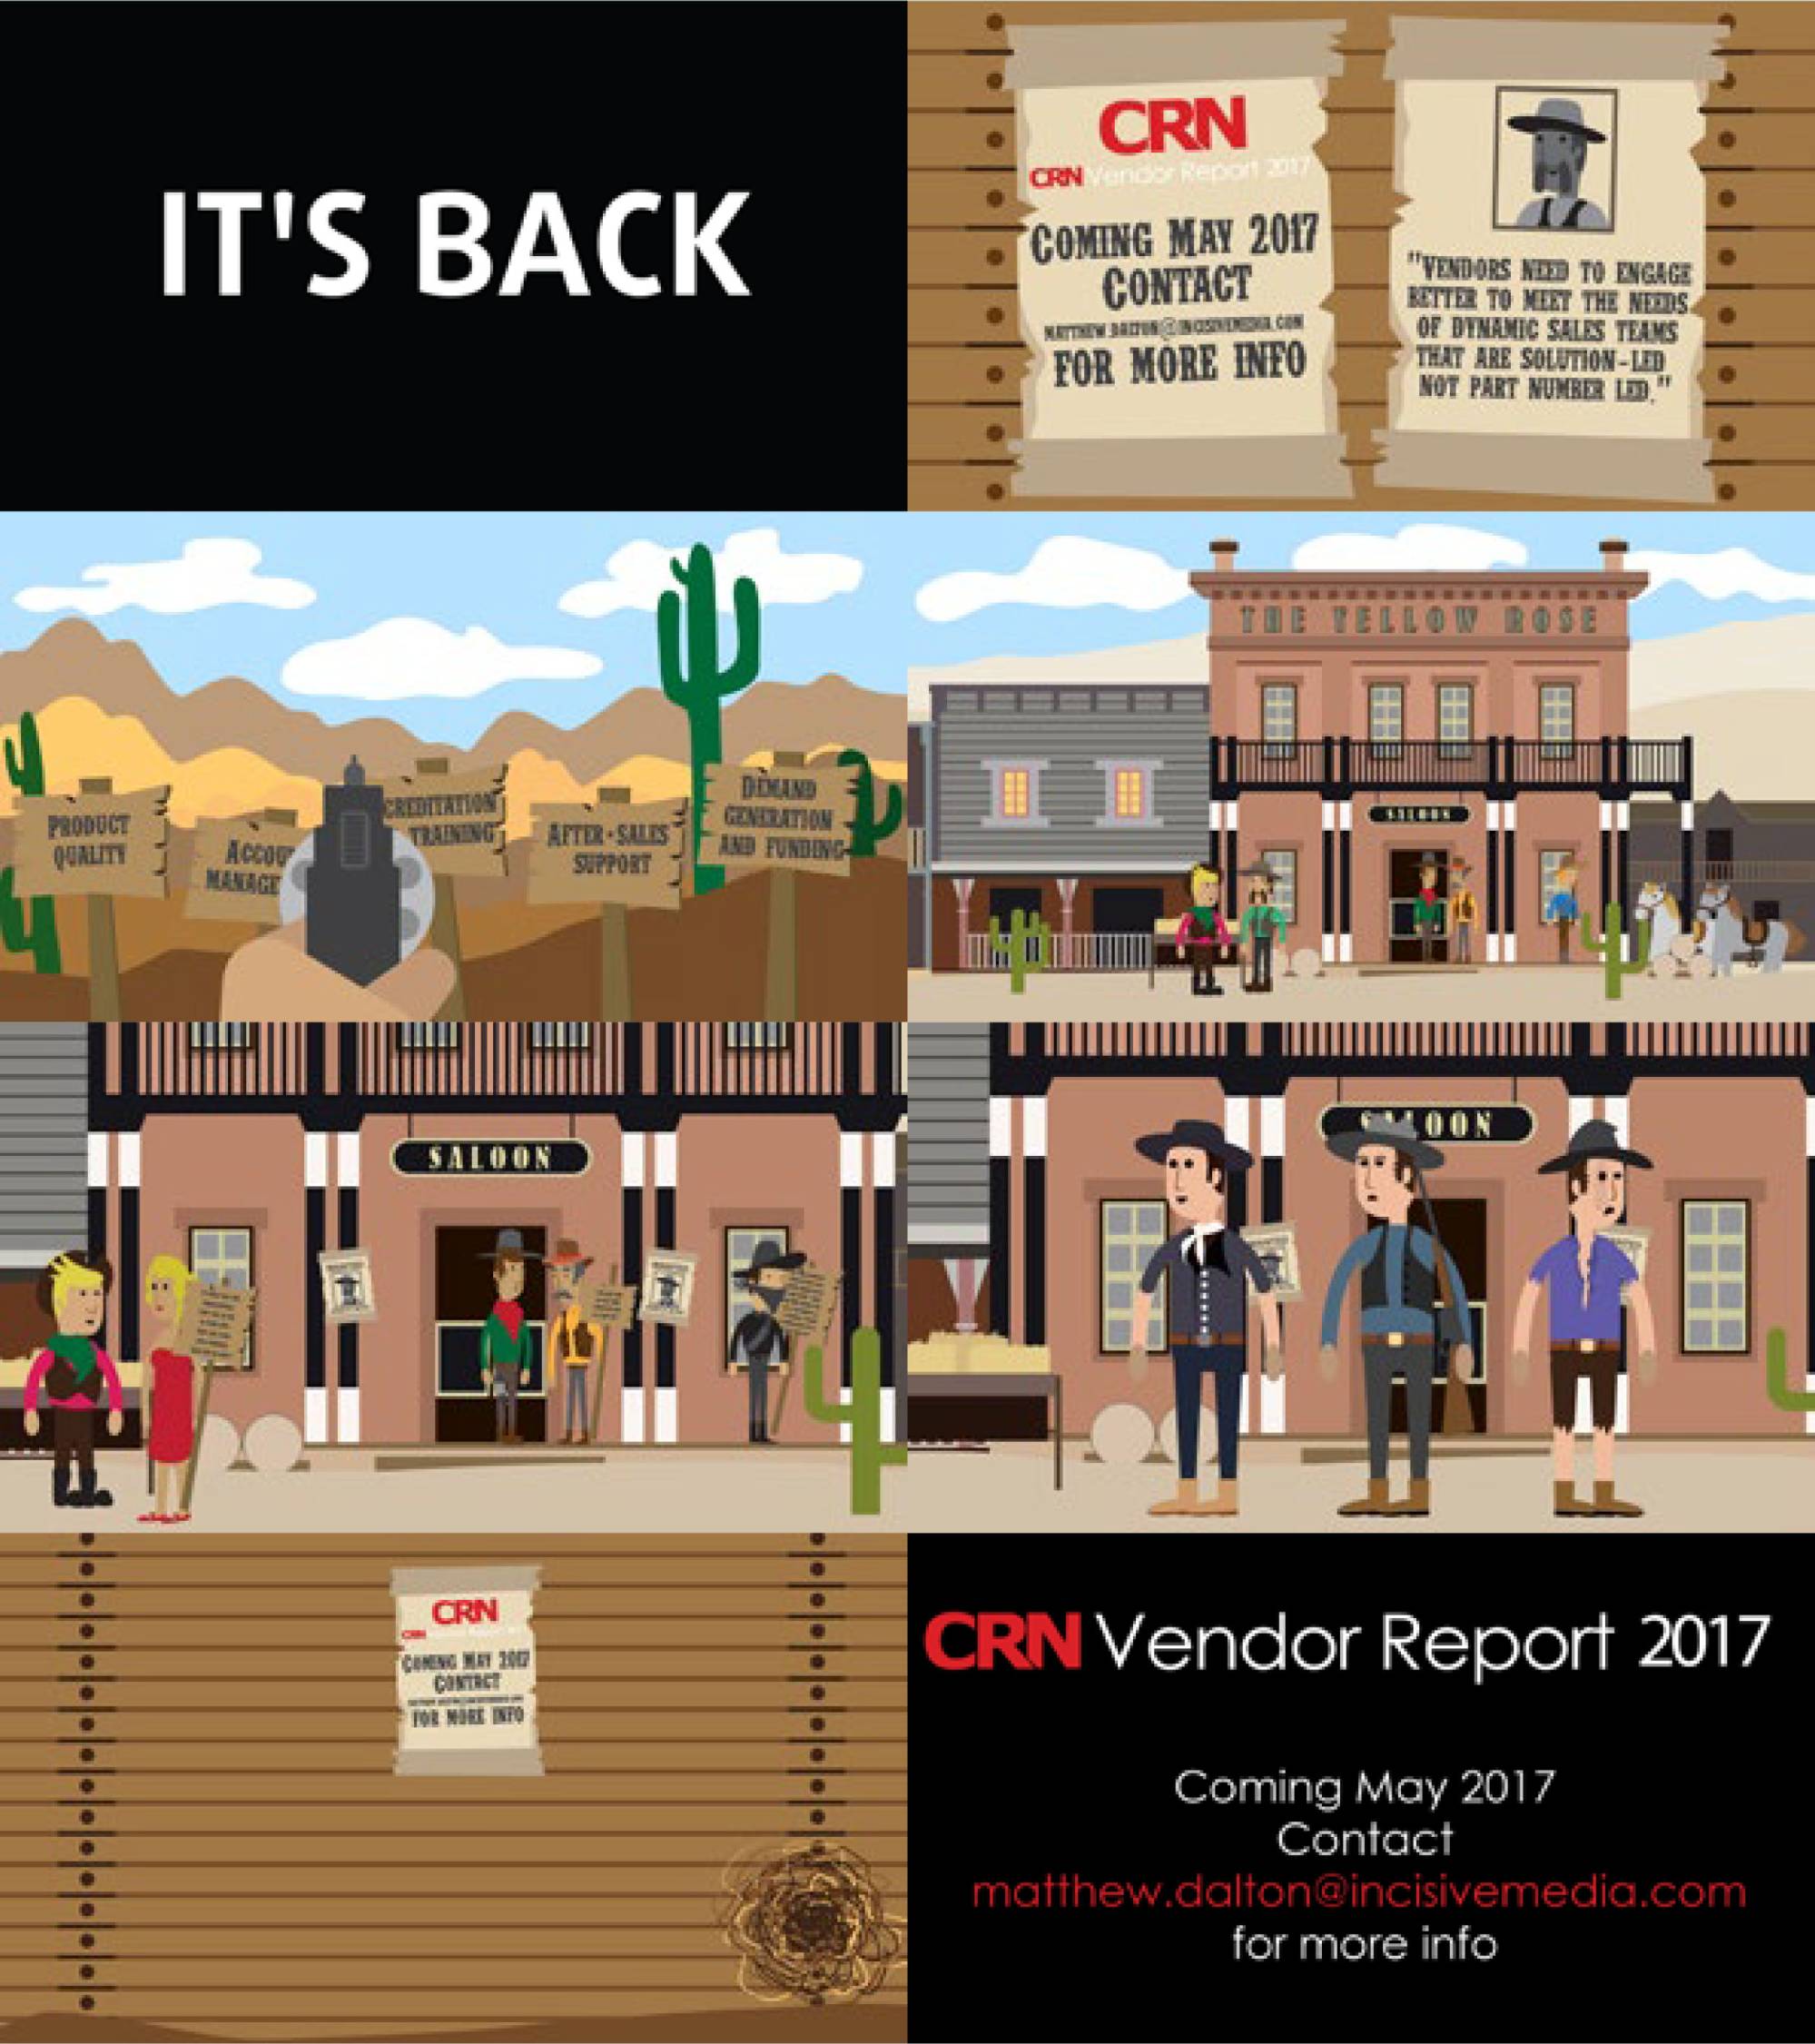 IT'S BACK
CRN
CRN Vendor Report 2017
COMING MAY 2017
CONTACT
MATTHEW.DALTON@INCISIVEMEDIA.COM
FOR MORE INFO
"VENDORS NEED TO ENGAGE
BETTER TO MEET THE NEEDS
OF DYNAMIC SALES TEAMS
THAT ARE SOLUTION-LED
NOT PART NUMBER LED."
PRODUCT
QUALITY
ACCOU
MANAGE
CREDITATION
TRAINING
AFTER-SALES
SUPPORT
DEMAND
GENERATION
AND FUNDING
THE YELLOW ROSE
SALOON
SALOON
SALOON
CRN
CRN
COMING MAY 2017
CONTACT
FOR MORE INFO
CRN Vendor Report 2017
Coming May 2017
Contact
matthew.dalton@incisivemedia.com
for more info